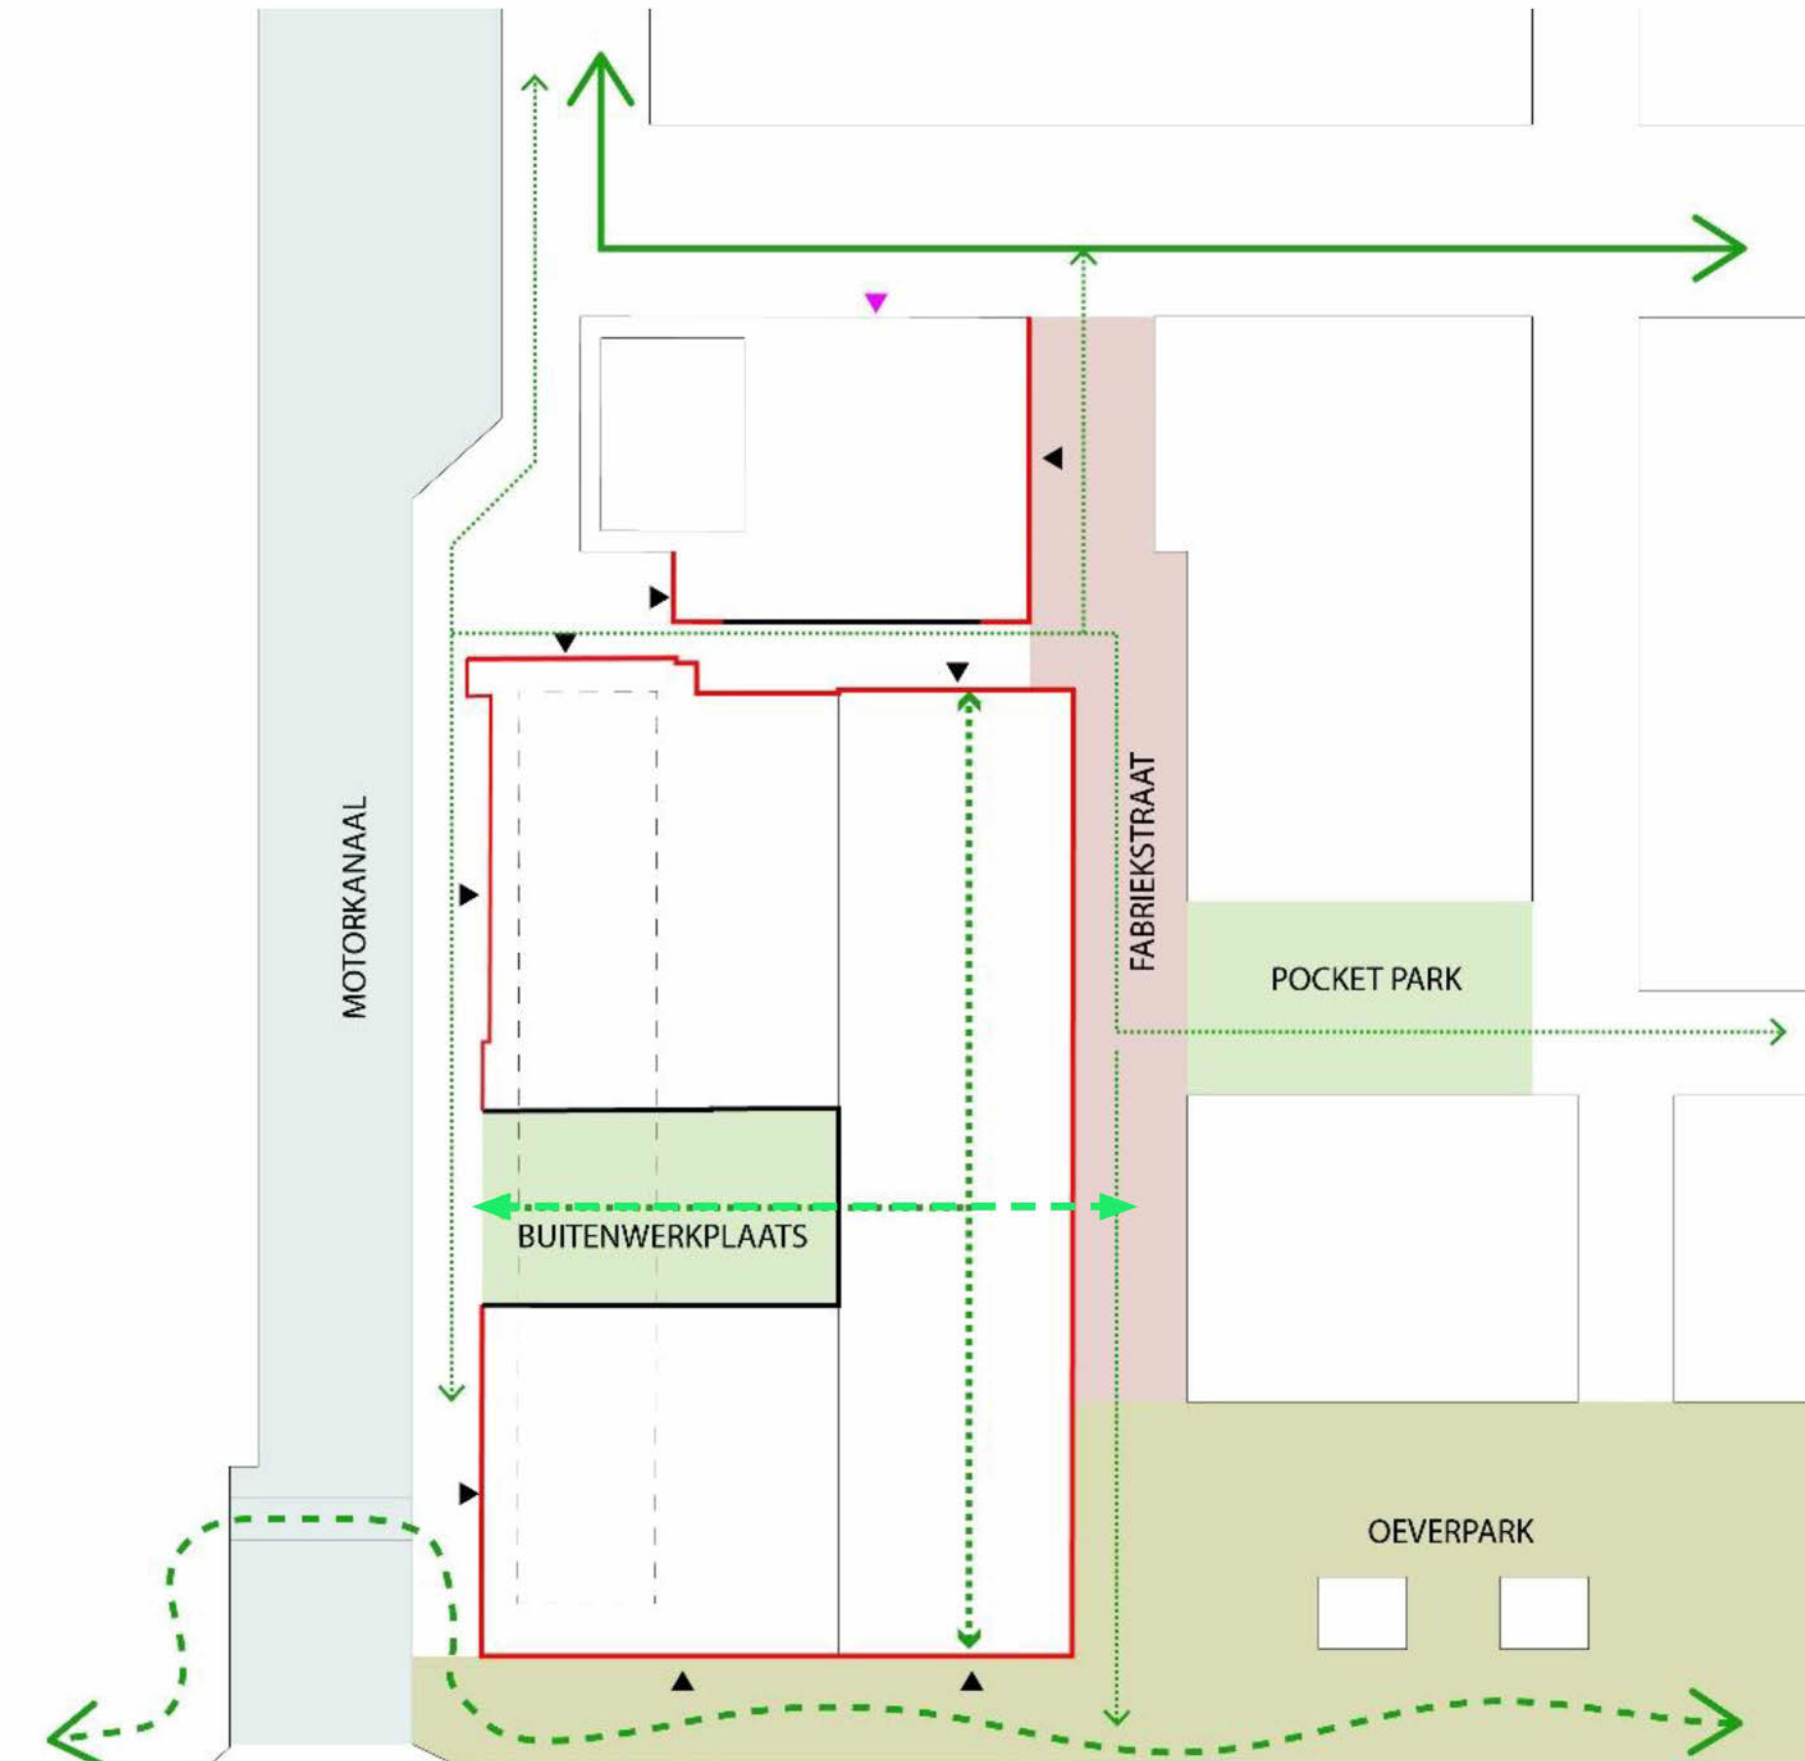 MOTORKANAAL
FABRIEKSTRAAT
POCKET PARK
BUITENWERKPLAATS
OEVERPARK